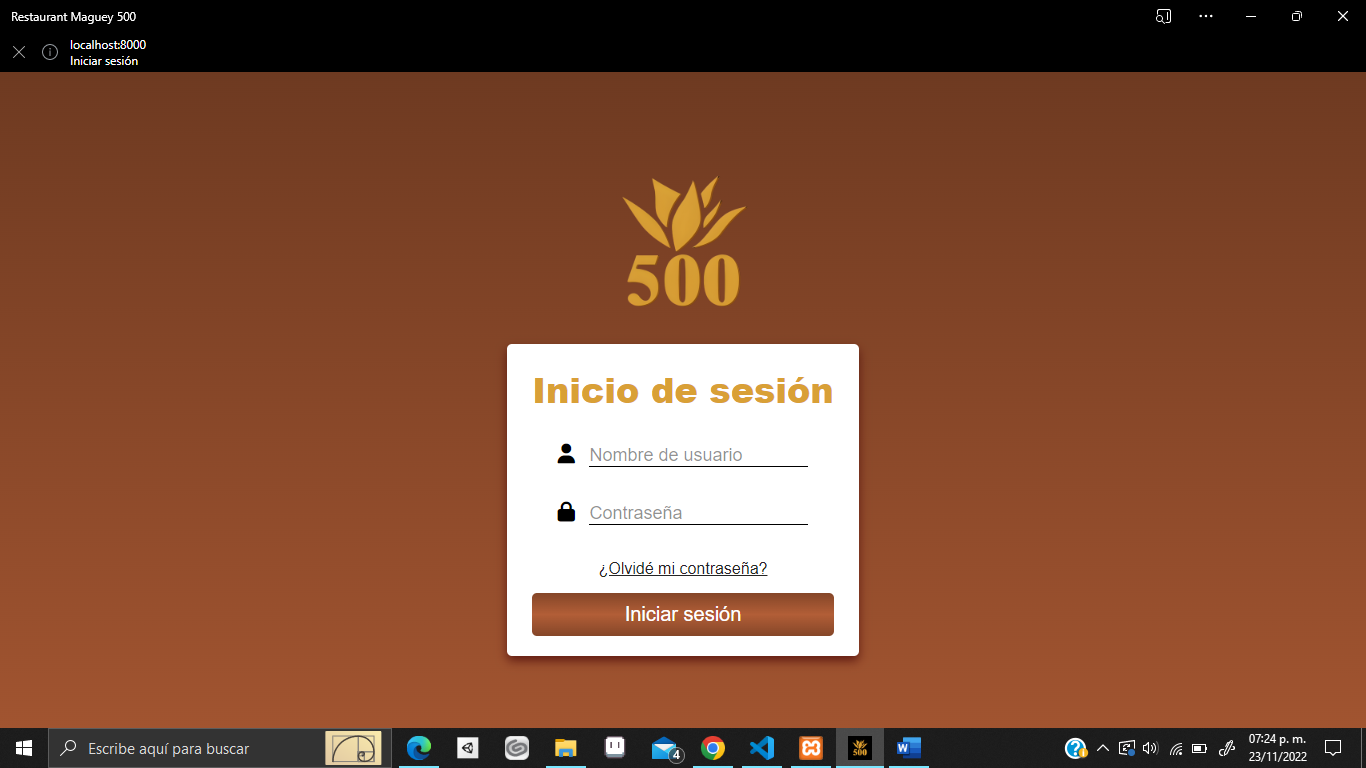 Restaurant Maguey 500
localhost:8000
Iniciar sesión
500
Inicio de sesión
Nombre de usuario
Contraseña
¿Olvidé mi contraseña?
Iniciar sesión
Escribe aquí para buscar
4
500
W
07:24 p. m.
23/11/2022